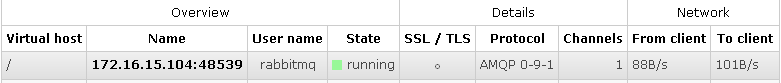 Overview Details Network
Virtual host Name User name State SSL / TLS Protocol Channels From client To client
/ 172.16.15.104:48539 rabbitmq running ○ AMQP 0-9-1 1 88B/s 101B/s